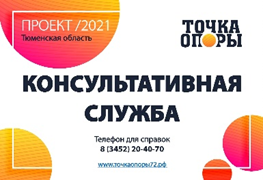 ПРОЕКТ /2021
Тюменская область
ТОЧКА
ОПОРЫ
КОНСУЛЬТАТИВНАЯ
СЛУЖБА
Телефон для справок
8 (3452) 20-40-70
www.точкаопоры72.рф